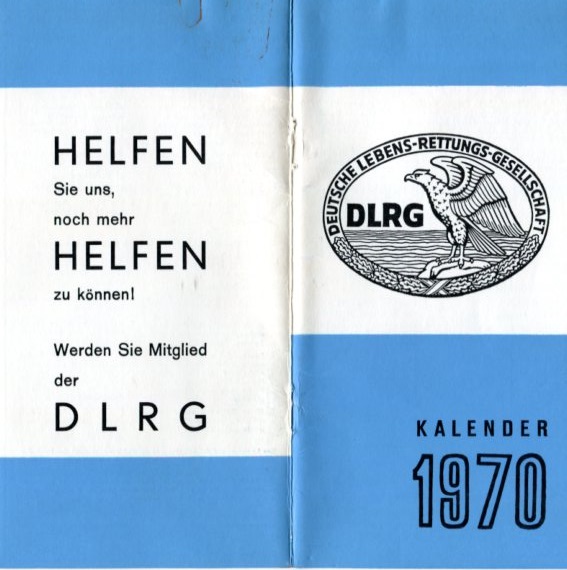 HELFEN
Sie uns,
noch mehr
HELFEN
zu können!
Werden Sie Mitglied
der
DLRG
DEUTSCHE LEBENS-RETTUNGS-GESELLSCHAFT
DLRG
KALENDER
1970